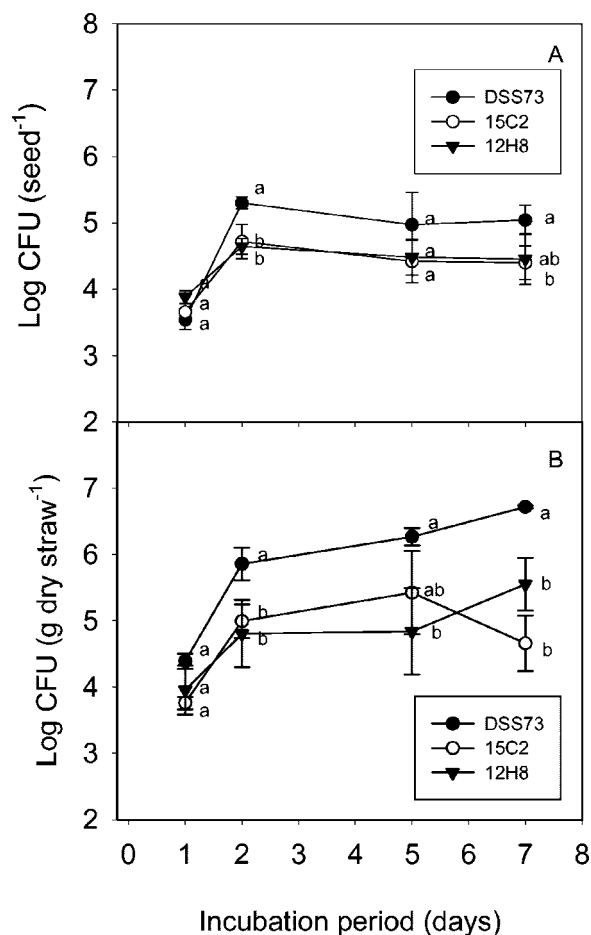 8
7
6
5
4
3
2
Log CFU (seed⁻¹)
A
DSS73
15C2
12H8
a
a
a
a
b
b
a
a
a
a
ab
b
7
6
5
4
3
2
Log CFU (g dry straw⁻¹)
B
a
a
a
a
b
b
a
ab
b
a
b
b
DSS73
15C2
12H8
0 1 2 3 4 5 6 7 8
Incubation period (days)